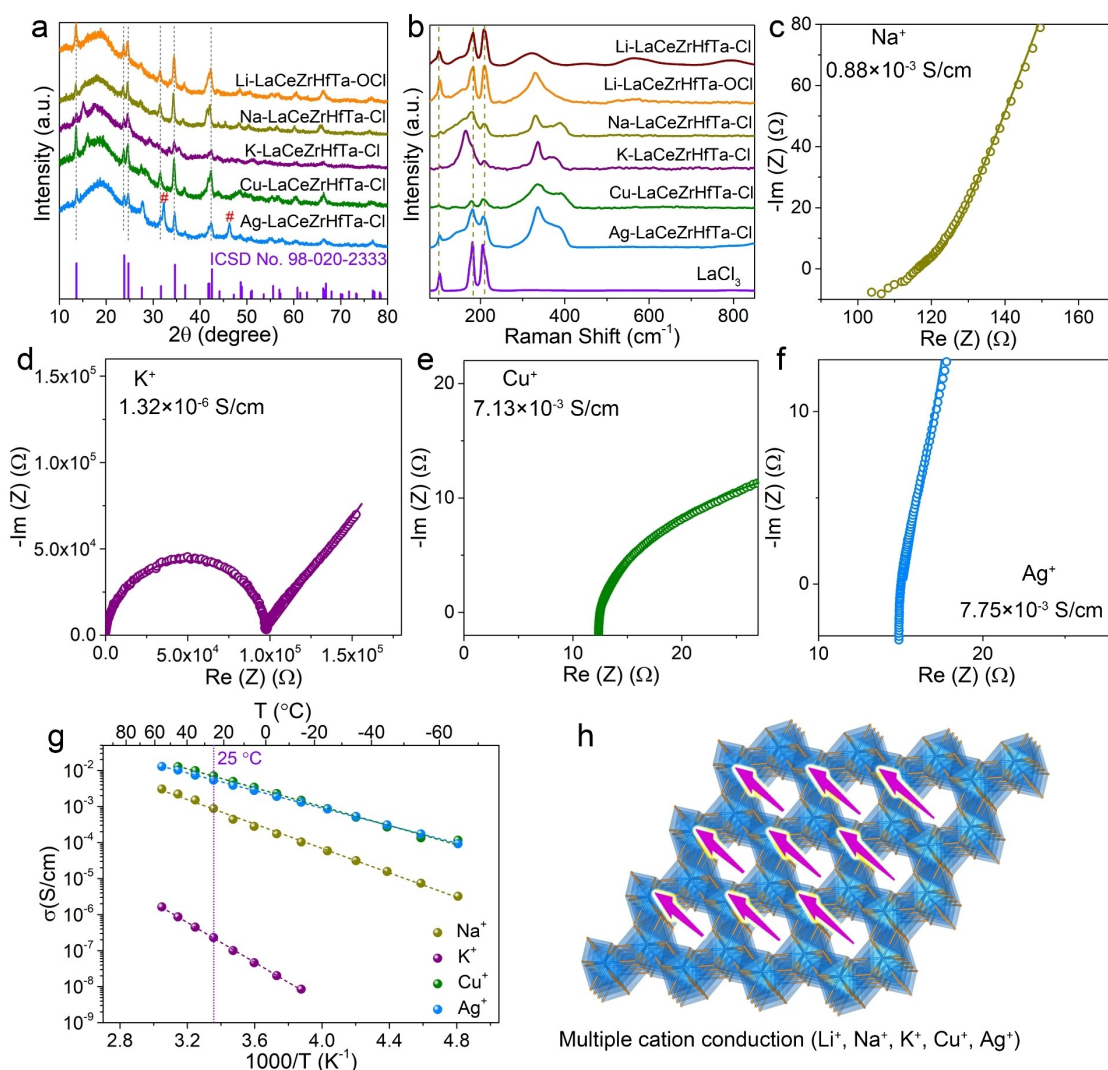 a
Intensity (a.u.)
Li-LaCeZrHfTa-OCl
Na-LaCeZrHfTa-Cl
K-LaCeZrHfTa-Cl
Cu-LaCeZrHfTa-Cl
#
#
Ag-LaCeZrHfTa-Cl
ICSD No. 98-020-2333
10 20 30 40 50 60 70 80
2θ (degree)
b
Intensity (a.u.)
Li-LaCeZrHfTa-Cl
Li-LaCeZrHfTa-OCl
Na-LaCeZrHfTa-Cl
K-LaCeZrHfTa-Cl
Cu-LaCeZrHfTa-Cl
Ag-LaCeZrHfTa-Cl
LaCl₃
200 400 600 800
Raman Shift (cm⁻¹)
c
Na⁺
0.88×10⁻³ S/cm
-Im (Z) (Ω)
80
60
40
20
0
100 120 140 160
Re (Z) (Ω)
d
K⁺
1.32×10⁻⁶ S/cm
-Im (Z) (Ω)
1.5x10⁵
1.0x10⁵
5.0x10⁴
0.0
0.0 5.0x10⁴ 1.0x10⁵ 1.5x10⁵
Re (Z) (Ω)
e
Cu⁺
7.13×10⁻³ S/cm
-Im (Z) (Ω)
20
10
0
0 10 20
Re (Z) (Ω)
f
-Im (Z) (Ω)
10
0
Ag⁺
7.75×10⁻³ S/cm
10 20
Re (Z) (Ω)
g
T (°C)
80 60 40 20 0 -20 -40 -60
25 °C
σ(S/cm)
10⁻²
10⁻³
10⁻⁴
10⁻⁵
10⁻⁶
10⁻⁷
10⁻⁸
10⁻⁹
Na⁺
K⁺
Cu⁺
Ag⁺
2.8 3.2 3.6 4.0 4.4 4.8
1000/T (K⁻¹)
h
Multiple cation conduction (Li⁺, Na⁺, K⁺, Cu⁺, Ag⁺)